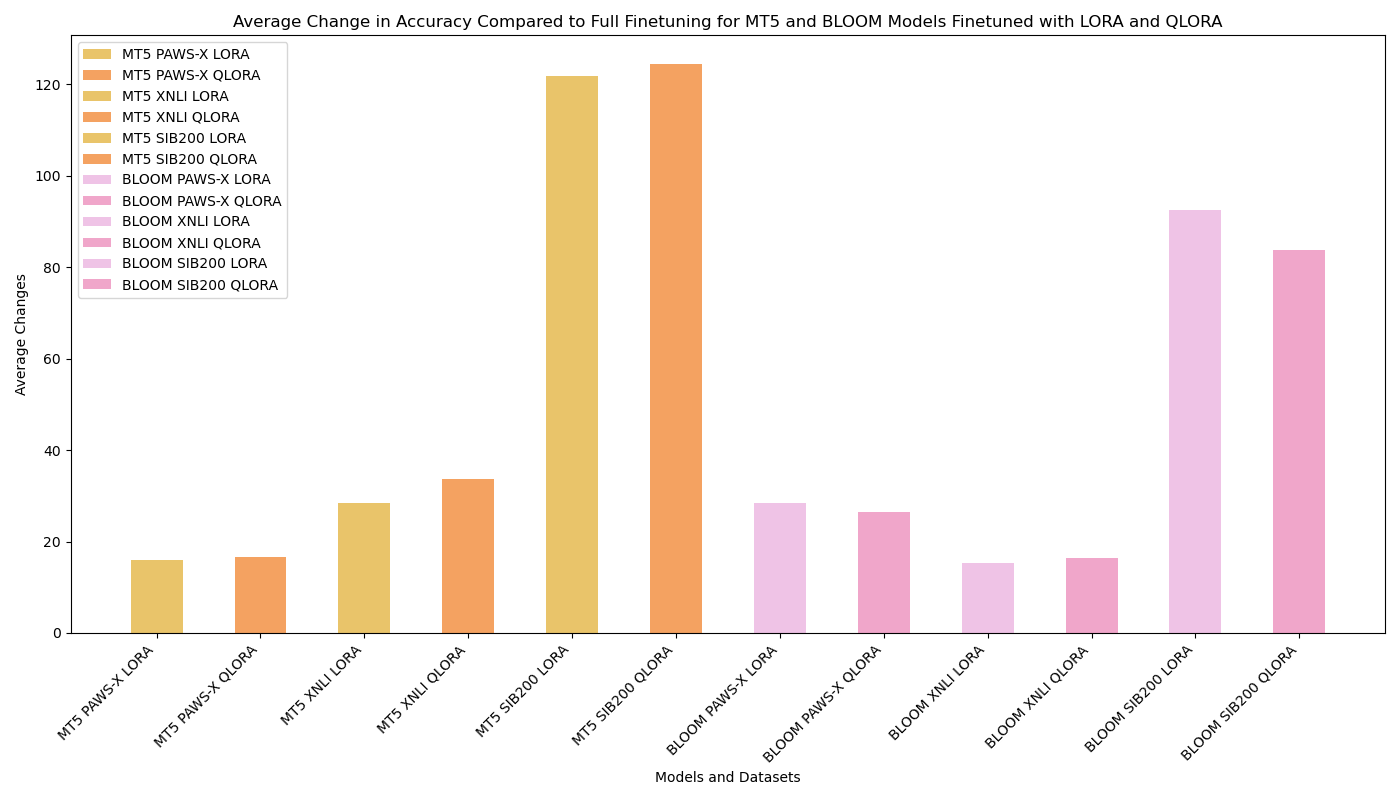 Average Change in Accuracy Compared to Full Finetuning for MT5 and BLOOM Models Finetuned with LORA and QLORA
MT5 PAWS-X LORA
MT5 PAWS-X QLORA
MT5 XNLI LORA
MT5 XNLI QLORA
MT5 SIB200 LORA
MT5 SIB200 QLORA
BLOOM PAWS-X LORA
BLOOM PAWS-X QLORA
BLOOM XNLI LORA
BLOOM XNLI QLORA
BLOOM SIB200 LORA
BLOOM SIB200 QLORA
Average Changes
120
100
80
60
40
20
0
MT5 PAWS-X LORA
MT5 PAWS-X QLORA
MT5 XNLI LORA
MT5 XNLI QLORA
MT5 SIB200 LORA
MT5 SIB200 QLORA
BLOOM PAWS-X LORA
BLOOM PAWS-X QLORA
BLOOM XNLI LORA
BLOOM XNLI QLORA
BLOOM SIB200 LORA
BLOOM SIB200 QLORA
Models and Datasets